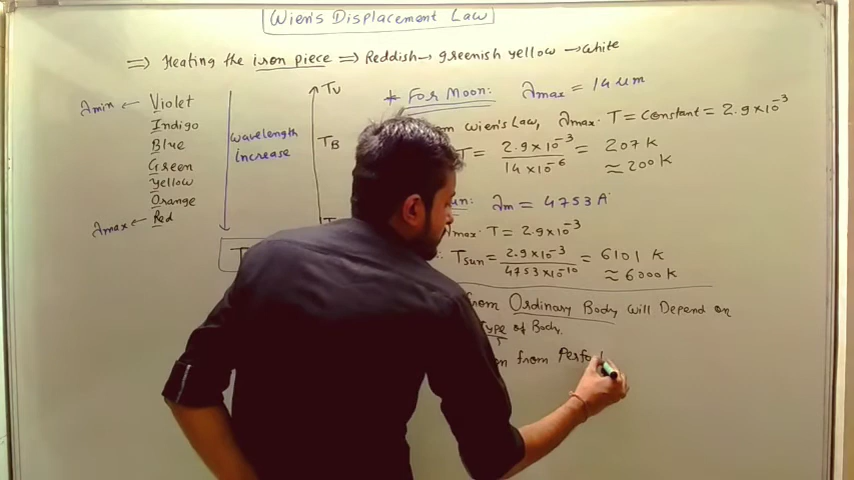 Wien's Displacement Law
⇒ Heating the iron piece ⇒ Reddish → greenish yellow → white
λmin ← Violet
Indigo
Blue
Green
Yellow
Orange
λmax ← Red
wavelength
increase
TV
TB
* For Moon: λmax = 14 μm
Wien's Law, λmax. T = Constant = 2.9×10⁻³
T = 2.9×10⁻³ / 14×10⁻⁶ = 207 K
≈ 200 K
λm = 4753 A°
T = 2.9×10⁻³
Tsun = 2.9×10⁻³ / 4753×10⁻¹⁰ = 6101 K
≈ 6000 K
from Ordinary Body will Depend on
Type of Body.
from Perfo